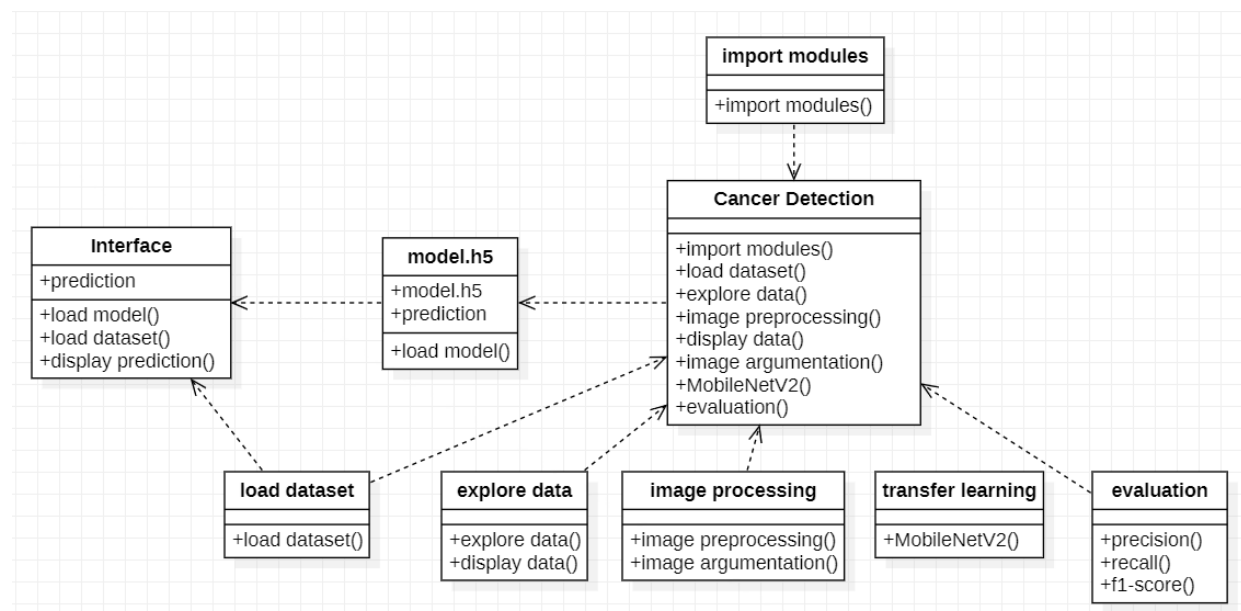 import modules
+import modules()
Cancer Detection
+import modules()
+load dataset()
+explore data()
+image preprocessing()
+display data()
+image argumentation()
+MobileNetV2()
+evaluation()
Interface
+prediction
+load model()
+load dataset()
+display prediction()
model.h5
+model.h5
+prediction
+load model()
load dataset
+load dataset()
explore data
+explore data()
+display data()
image processing
+image preprocessing()
+image argumentation()
transfer learning
+MobileNetV2()
evaluation
+precision()
+recall()
+f1-score()